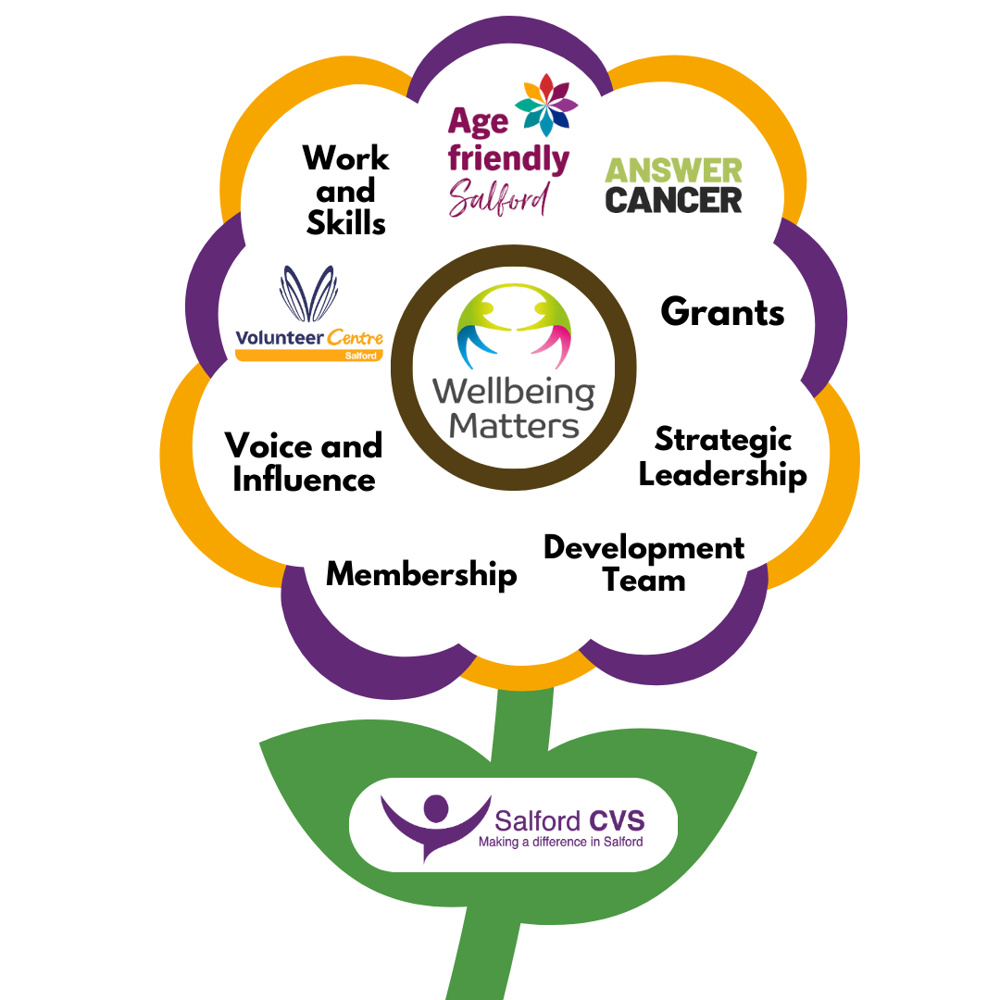 Age
friendly
Salford
Work
and
Skills
ANSWER
CANCER
Volunteer Centre
Salford
Grants
Wellbeing
Matters
Voice and
Influence
Strategic
Leadership
Membership
Development
Team
Salford CVS
Making a difference in Salford